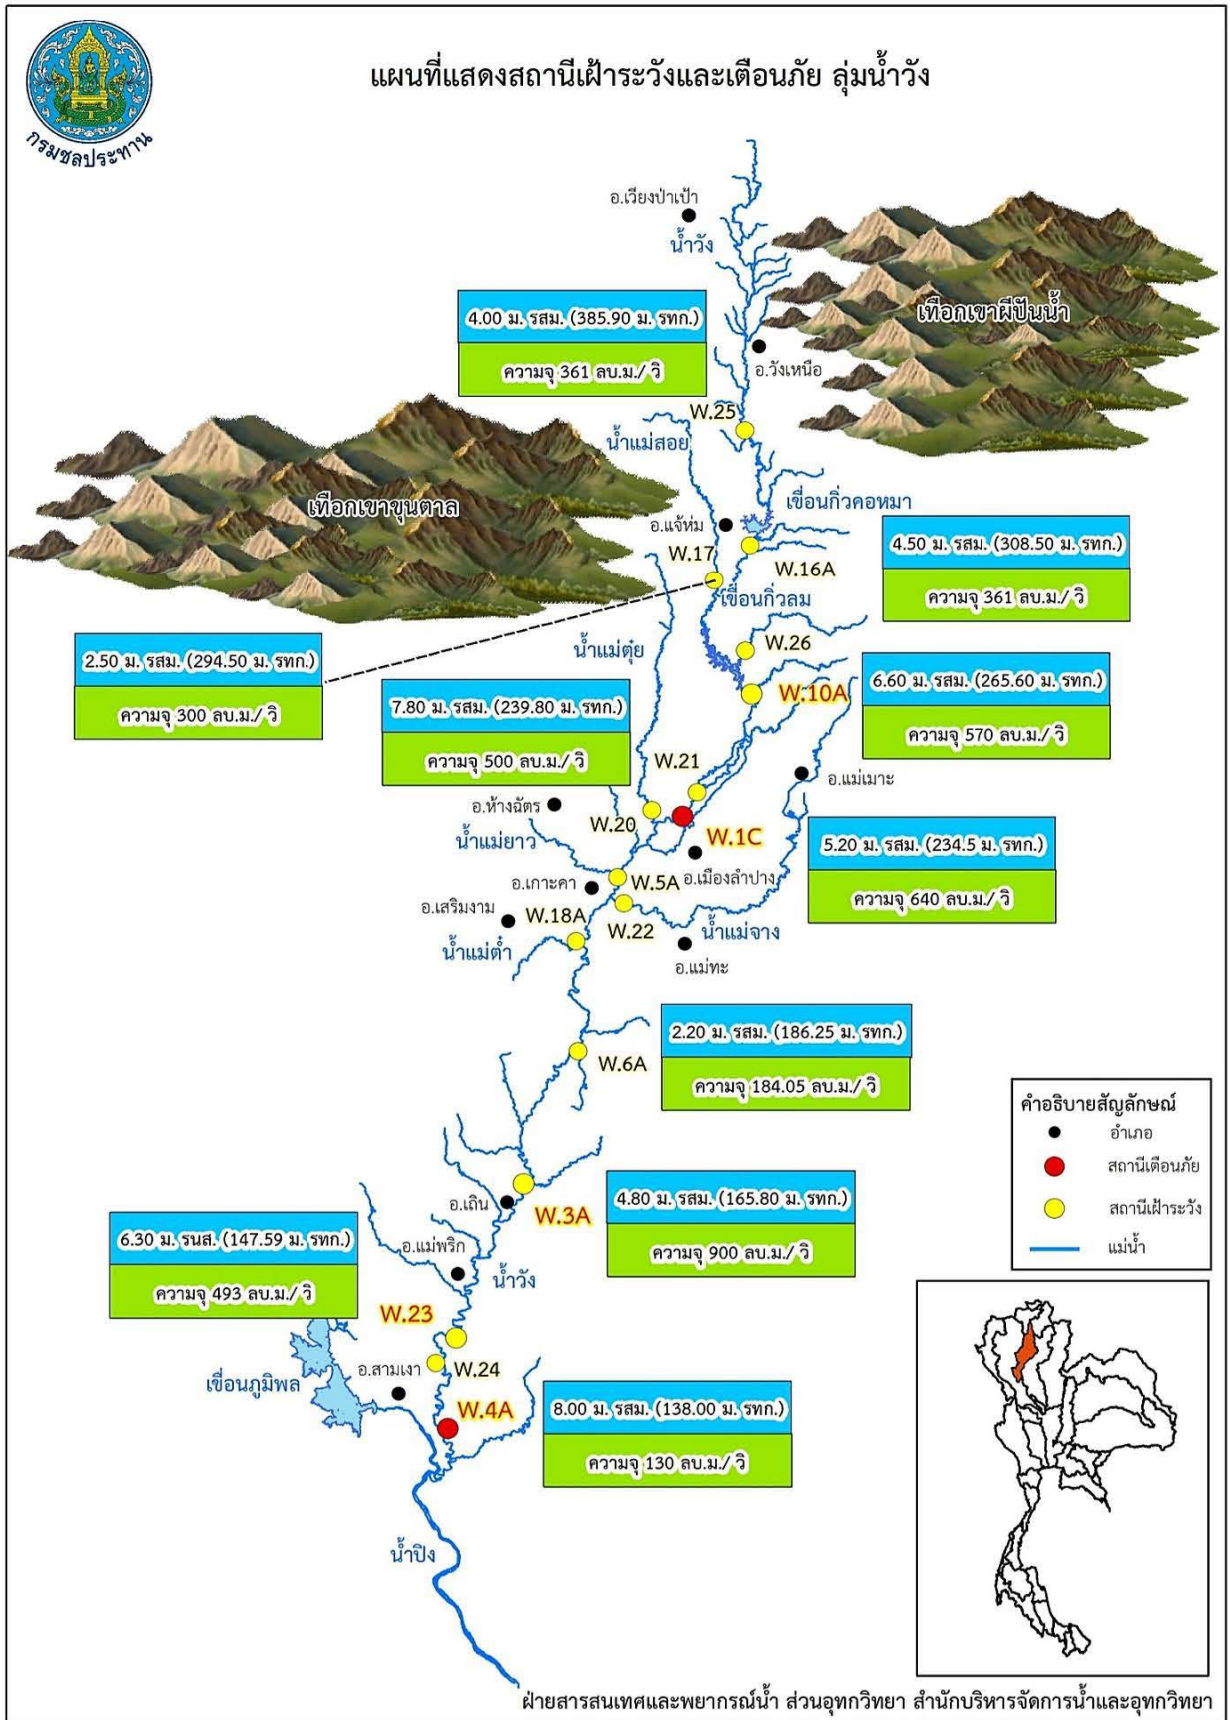 แผนที่แสดงสถานีเฝ้าระวังและเตือนภัย ลุ่มน้ำวัง
กรมชลประทาน
อ.เวียงป่าเป้า
น้ำวัง
เทือกเขาผีปันน้ำ
4.00 ม. รสม. (385.90 ม. รทก.)
ความจุ 361 ลบ.ม./ วิ
อ.วังเหนือ
W.25
น้ำแม่สอย
เทือกเขาขุนตาล
เขื่อนกิ่วคอหมา
อ.แจ้ห่ม
W.17
W.16A
4.50 ม. รสม. (308.50 ม. รทก.)
ความจุ 361 ลบ.ม./ วิ
เขื่อนกิ่วลม
น้ำแม่ตุ๋ย
W.26
2.50 ม. รสม. (294.50 ม. รทก.)
ความจุ 300 ลบ.ม./ วิ
6.60 ม. รสม. (265.60 ม. รทก.)
ความจุ 570 ลบ.ม./ วิ
W.10A
7.80 ม. รสม. (239.80 ม. รทก.)
ความจุ 500 ลบ.ม./ วิ
W.21
อ.แม่เมาะ
อ.ห้างฉัตร
W.20
W.1C
น้ำแม่ยาว
5.20 ม. รสม. (234.5 ม. รทก.)
ความจุ 640 ลบ.ม./ วิ
อ.เมืองลำปาง
W.5A
อ.เกาะคา
อ.เสริมงาม
W.18A
W.22
น้ำแม่จาง
น้ำแม่ต๋ำ
อ.แม่ทะ
2.20 ม. รสม. (186.25 ม. รทก.)
ความจุ 184.05 ลบ.ม./ วิ
W.6A
คำอธิบายสัญลักษณ์
อำเภอ
สถานีเตือนภัย
สถานีเฝ้าระวัง
แม่น้ำ
อ.เถิน
W.3A
4.80 ม. รสม. (165.80 ม. รทก.)
ความจุ 900 ลบ.ม./ วิ
6.30 ม. รนส. (147.59 ม. รทก.)
ความจุ 493 ลบ.ม./ วิ
อ.แม่พริก
น้ำวัง
W.23
W.24
อ.สามเงา
เขื่อนภูมิพล
W.4A
8.00 ม. รสม. (138.00 ม. รทก.)
ความจุ 130 ลบ.ม./ วิ
น้ำปิง
ฝ่ายสารสนเทศและพยากรณ์น้ำ ส่วนอุทกวิทยา สำนักบริหารจัดการน้ำและอุทกวิทยา